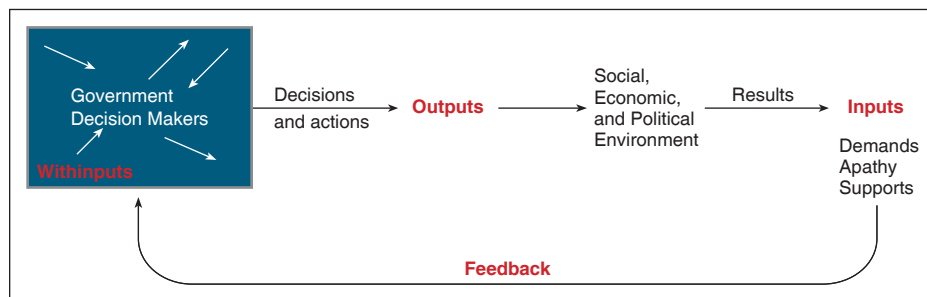 Government
Decision Makers
Withinputs
Decisions
and actions
Outputs
Social,
Economic,
and Political
Environment
Results
Inputs
Demands
Apathy
Supports
Feedback